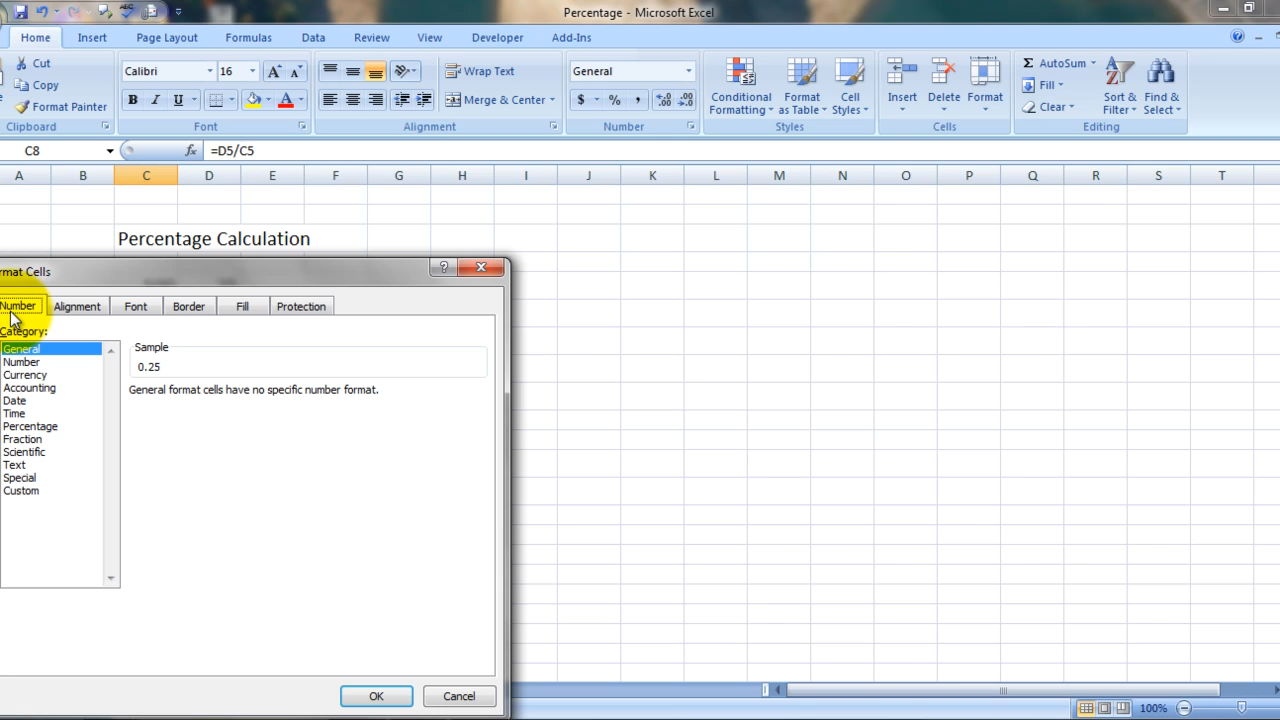 Percentage - Microsoft Excel
Home Insert Page Layout Formulas Data Review View Developer Add-Ins
Cut
Copy
Format Painter
Clipboard
Calibri 16
B I U
Font
Wrap Text
Merge & Center
Alignment
General
$ % ,
Number
Conditional Formatting
Format as Table
Cell Styles
Styles
Insert Delete Format
Cells
Σ AutoSum
Fill
Clear
Sort & Filter
Find & Select
Editing
C8 fx =D5/C5
A B C D E F G H I J K L M N O P Q R S T
Percentage Calculation
rmat Cells
Number Alignment Font Border Fill Protection
Category:
General
Number
Currency
Accounting
Date
Time
Percentage
Fraction
Scientific
Text
Special
Custom
Sample
0.25
General format cells have no specific number format.
OK Cancel
100%